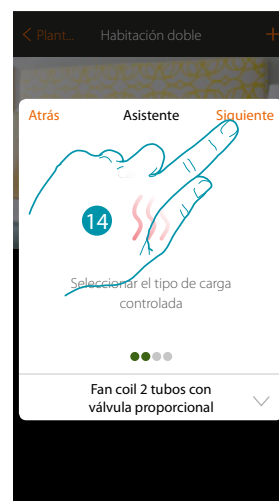 < Plant... Habitación doble +
Atrás Asistente Siguiente
14
Seleccionar el tipo de carga
controlada
Fan coil 2 tubos con
válvula proporcional